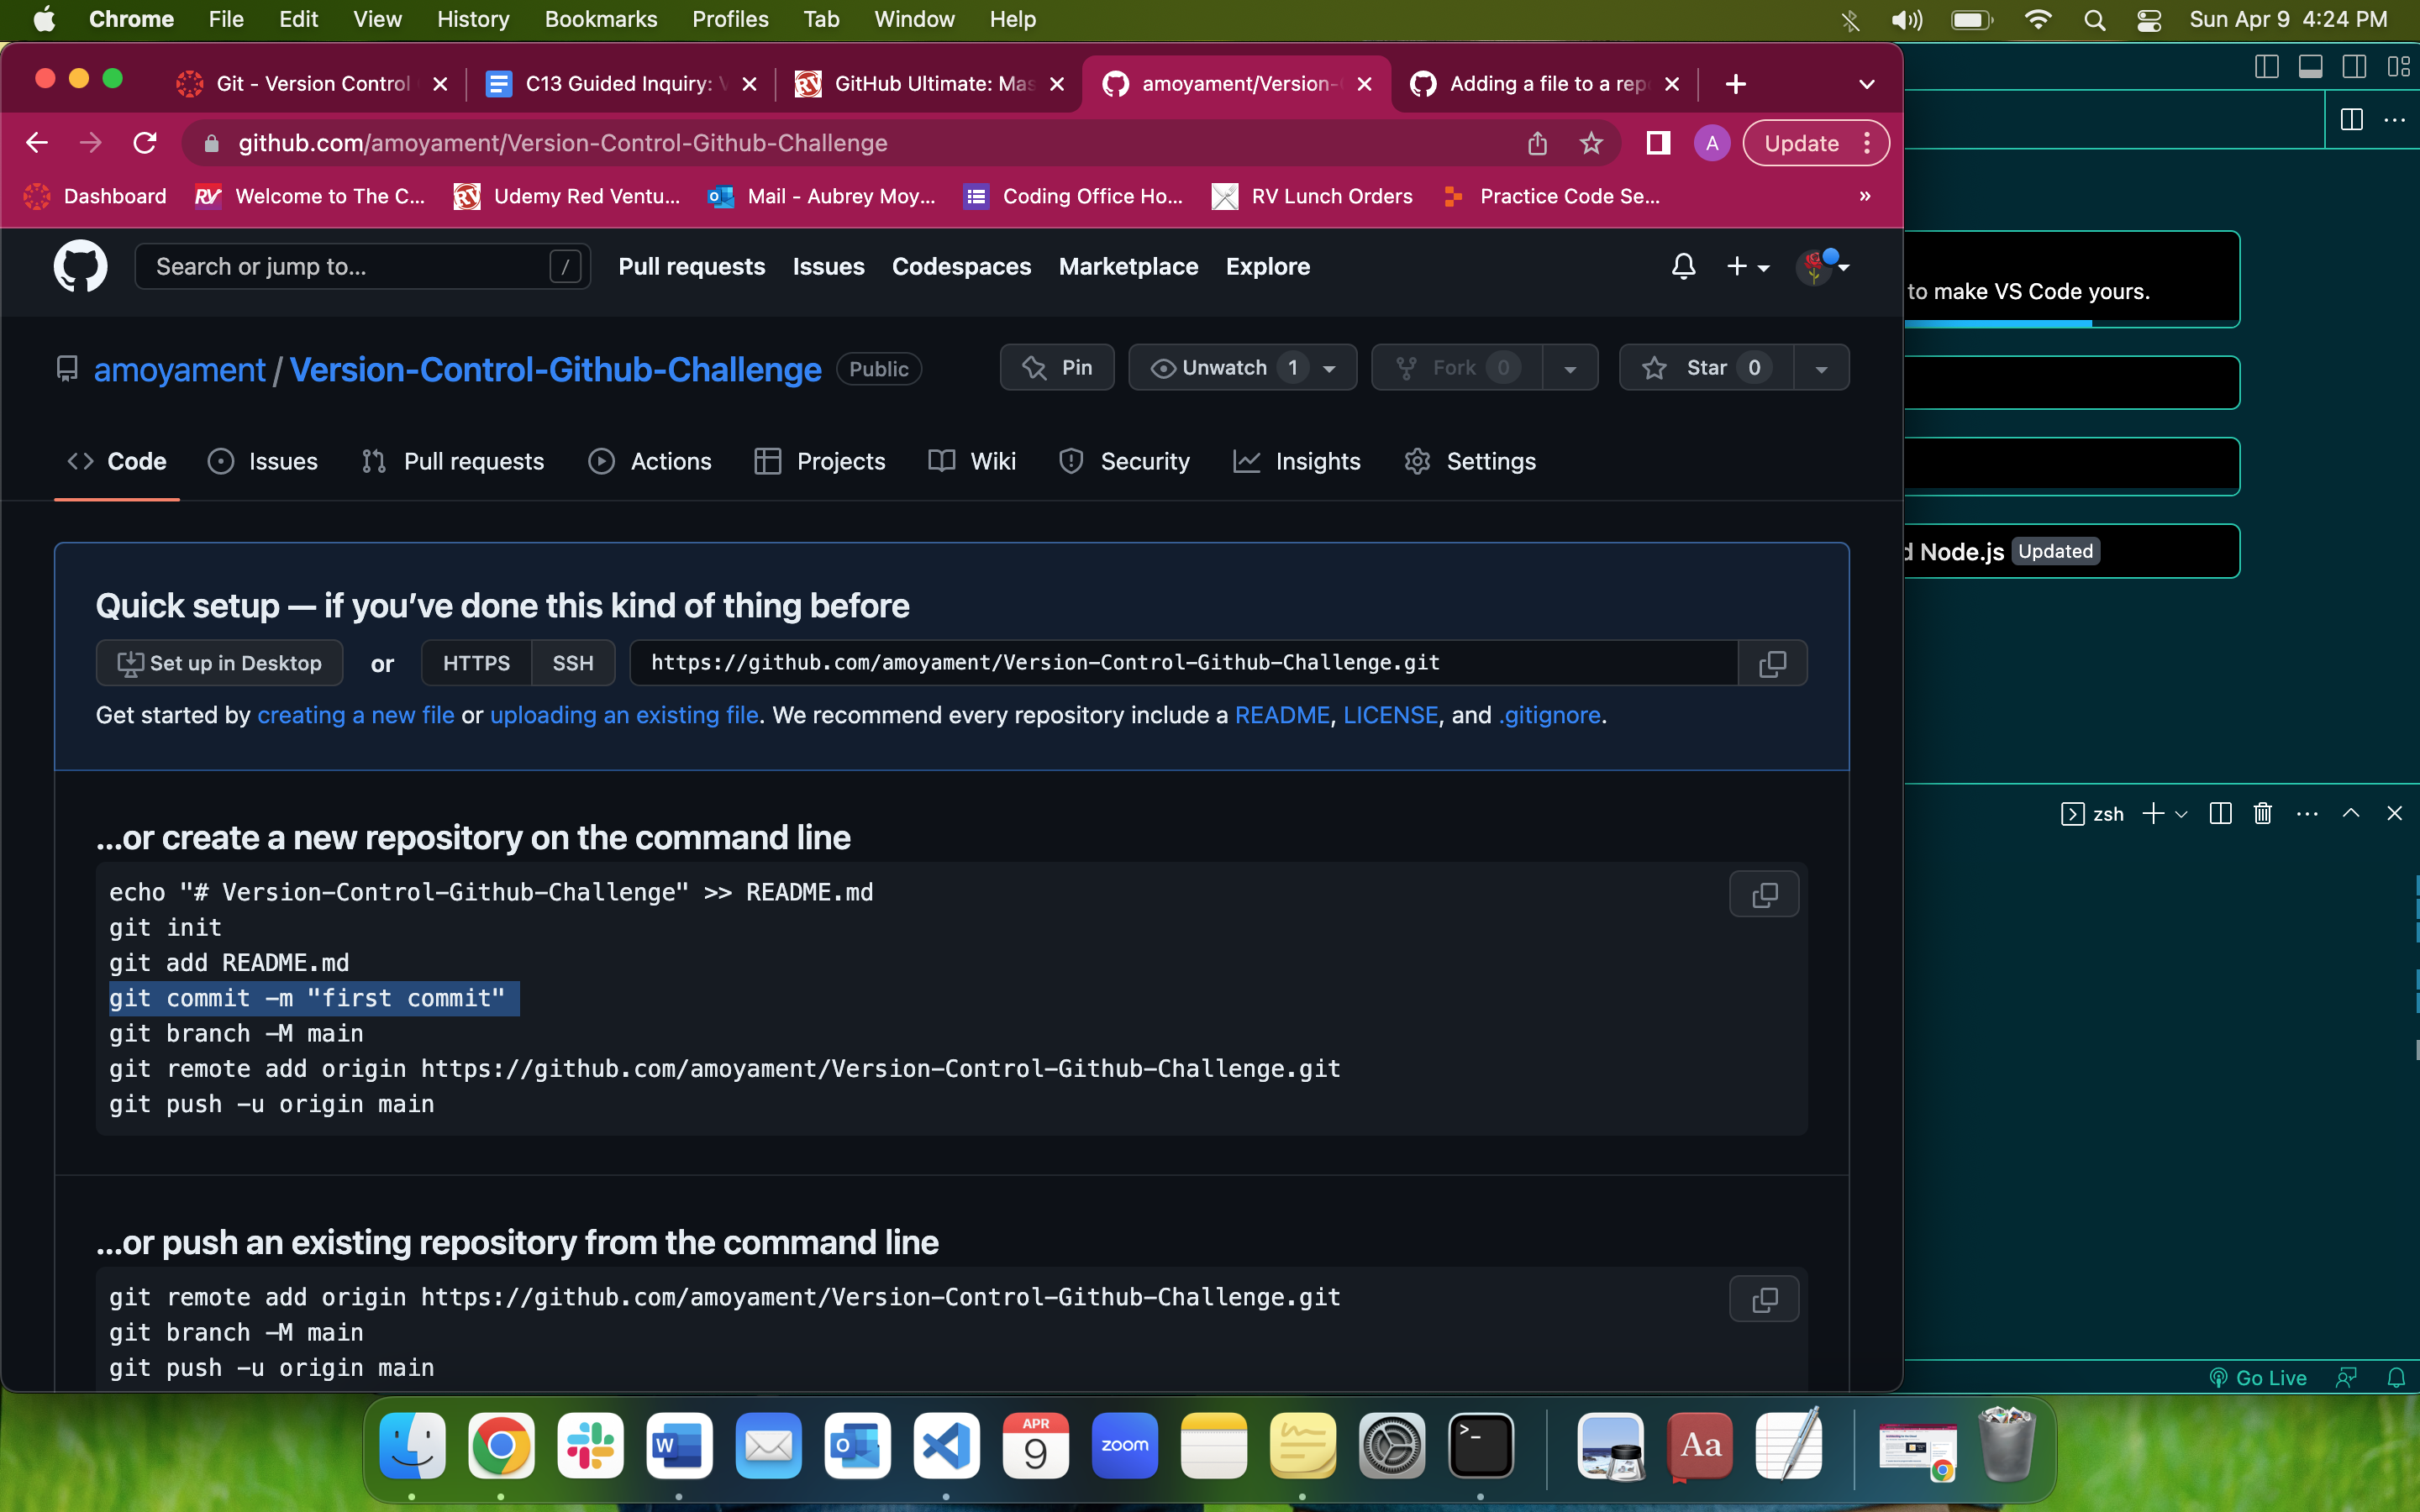 Chrome File Edit View History Bookmarks Profiles Tab Window Help Sun Apr 9 4:24 PM
Git - Version Control C13 Guided Inquiry: V GitHub Ultimate: Mas amoyament/Version- Adding a file to a repo
github.com/amoyament/Version-Control-Github-Challenge A Update
Dashboard RV Welcome to The C... Udemy Red Ventu... Mail - Aubrey Moy... Coding Office Ho... RV Lunch Orders Practice Code Se... »
Search or jump to... / Pull requests Issues Codespaces Marketplace Explore
to make VS Code yours.
amoyament / Version-Control-Github-Challenge Public Pin Unwatch 1 Fork 0 Star 0
Code Issues Pull requests Actions Projects Wiki Security Insights Settings
d Node.js Updated
Quick setup — if you've done this kind of thing before
Set up in Desktop or HTTPS SSH https://github.com/amoyament/Version-Control-Github-Challenge.git
Get started by creating a new file or uploading an existing file. We recommend every repository include a README, LICENSE, and .gitignore.
zsh
...or create a new repository on the command line
echo "# Version-Control-Github-Challenge" >> README.md
git init
git add README.md
git commit -m "first commit"
git branch -M main
git remote add origin https://github.com/amoyament/Version-Control-Github-Challenge.git
git push -u origin main
...or push an existing repository from the command line
git remote add origin https://github.com/amoyament/Version-Control-Github-Challenge.git
git branch -M main
git push -u origin main
Go Live
W O APR 9 zoom >_ Aa